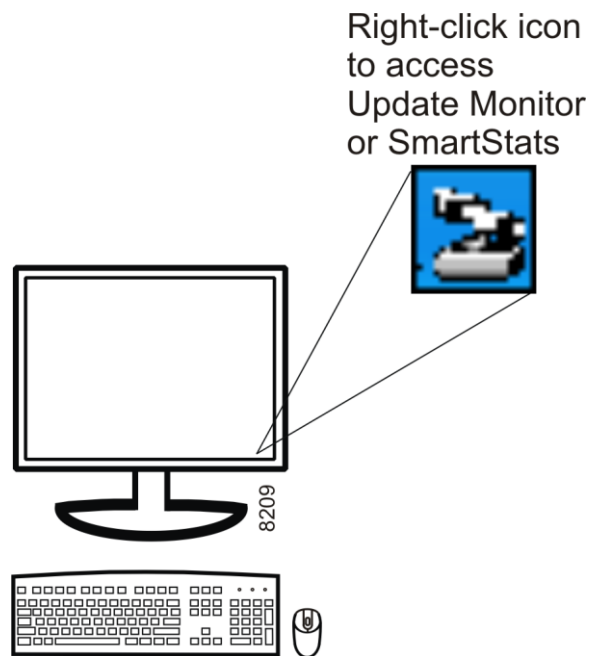 Right-click icon
to access
Update Monitor
or SmartStats
8209